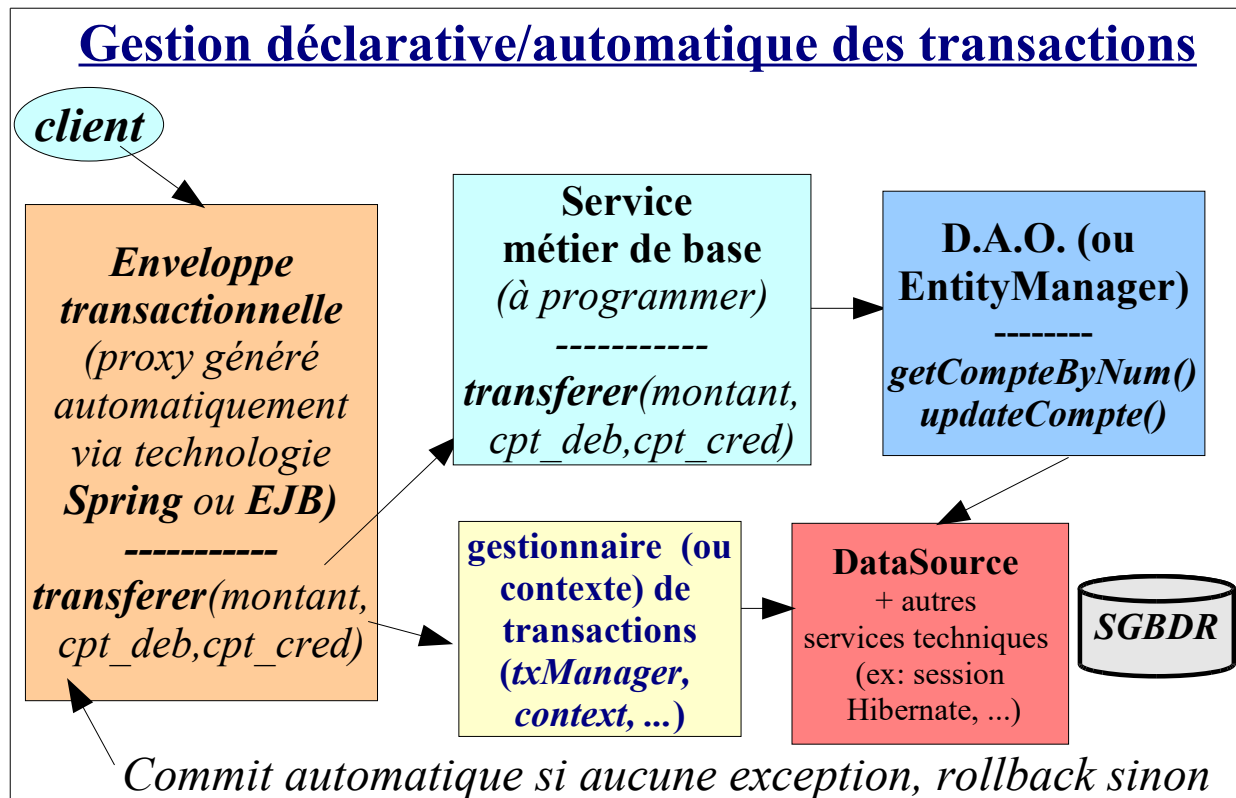 Gestion déclarative/automatique des transactions
client
Enveloppe
transactionnelle
(proxy généré
automatiquement
via technologie
Spring ou EJB)
-----------
transferer(montant,
cpt_deb,cpt_cred)
Service
métier de base
(à programmer)
-----------
transferer(montant,
cpt_deb,cpt_cred)
D.A.O. (ou
EntityManager)
--------
getCompteByNum()
updateCompte()
gestionnaire (ou
contexte) de
transactions
(txManager,
context, ...)
DataSource
+ autres
services techniques
(ex: session
Hibernate, ...)
SGBDR
Commit automatique si aucune exception, rollback sinon